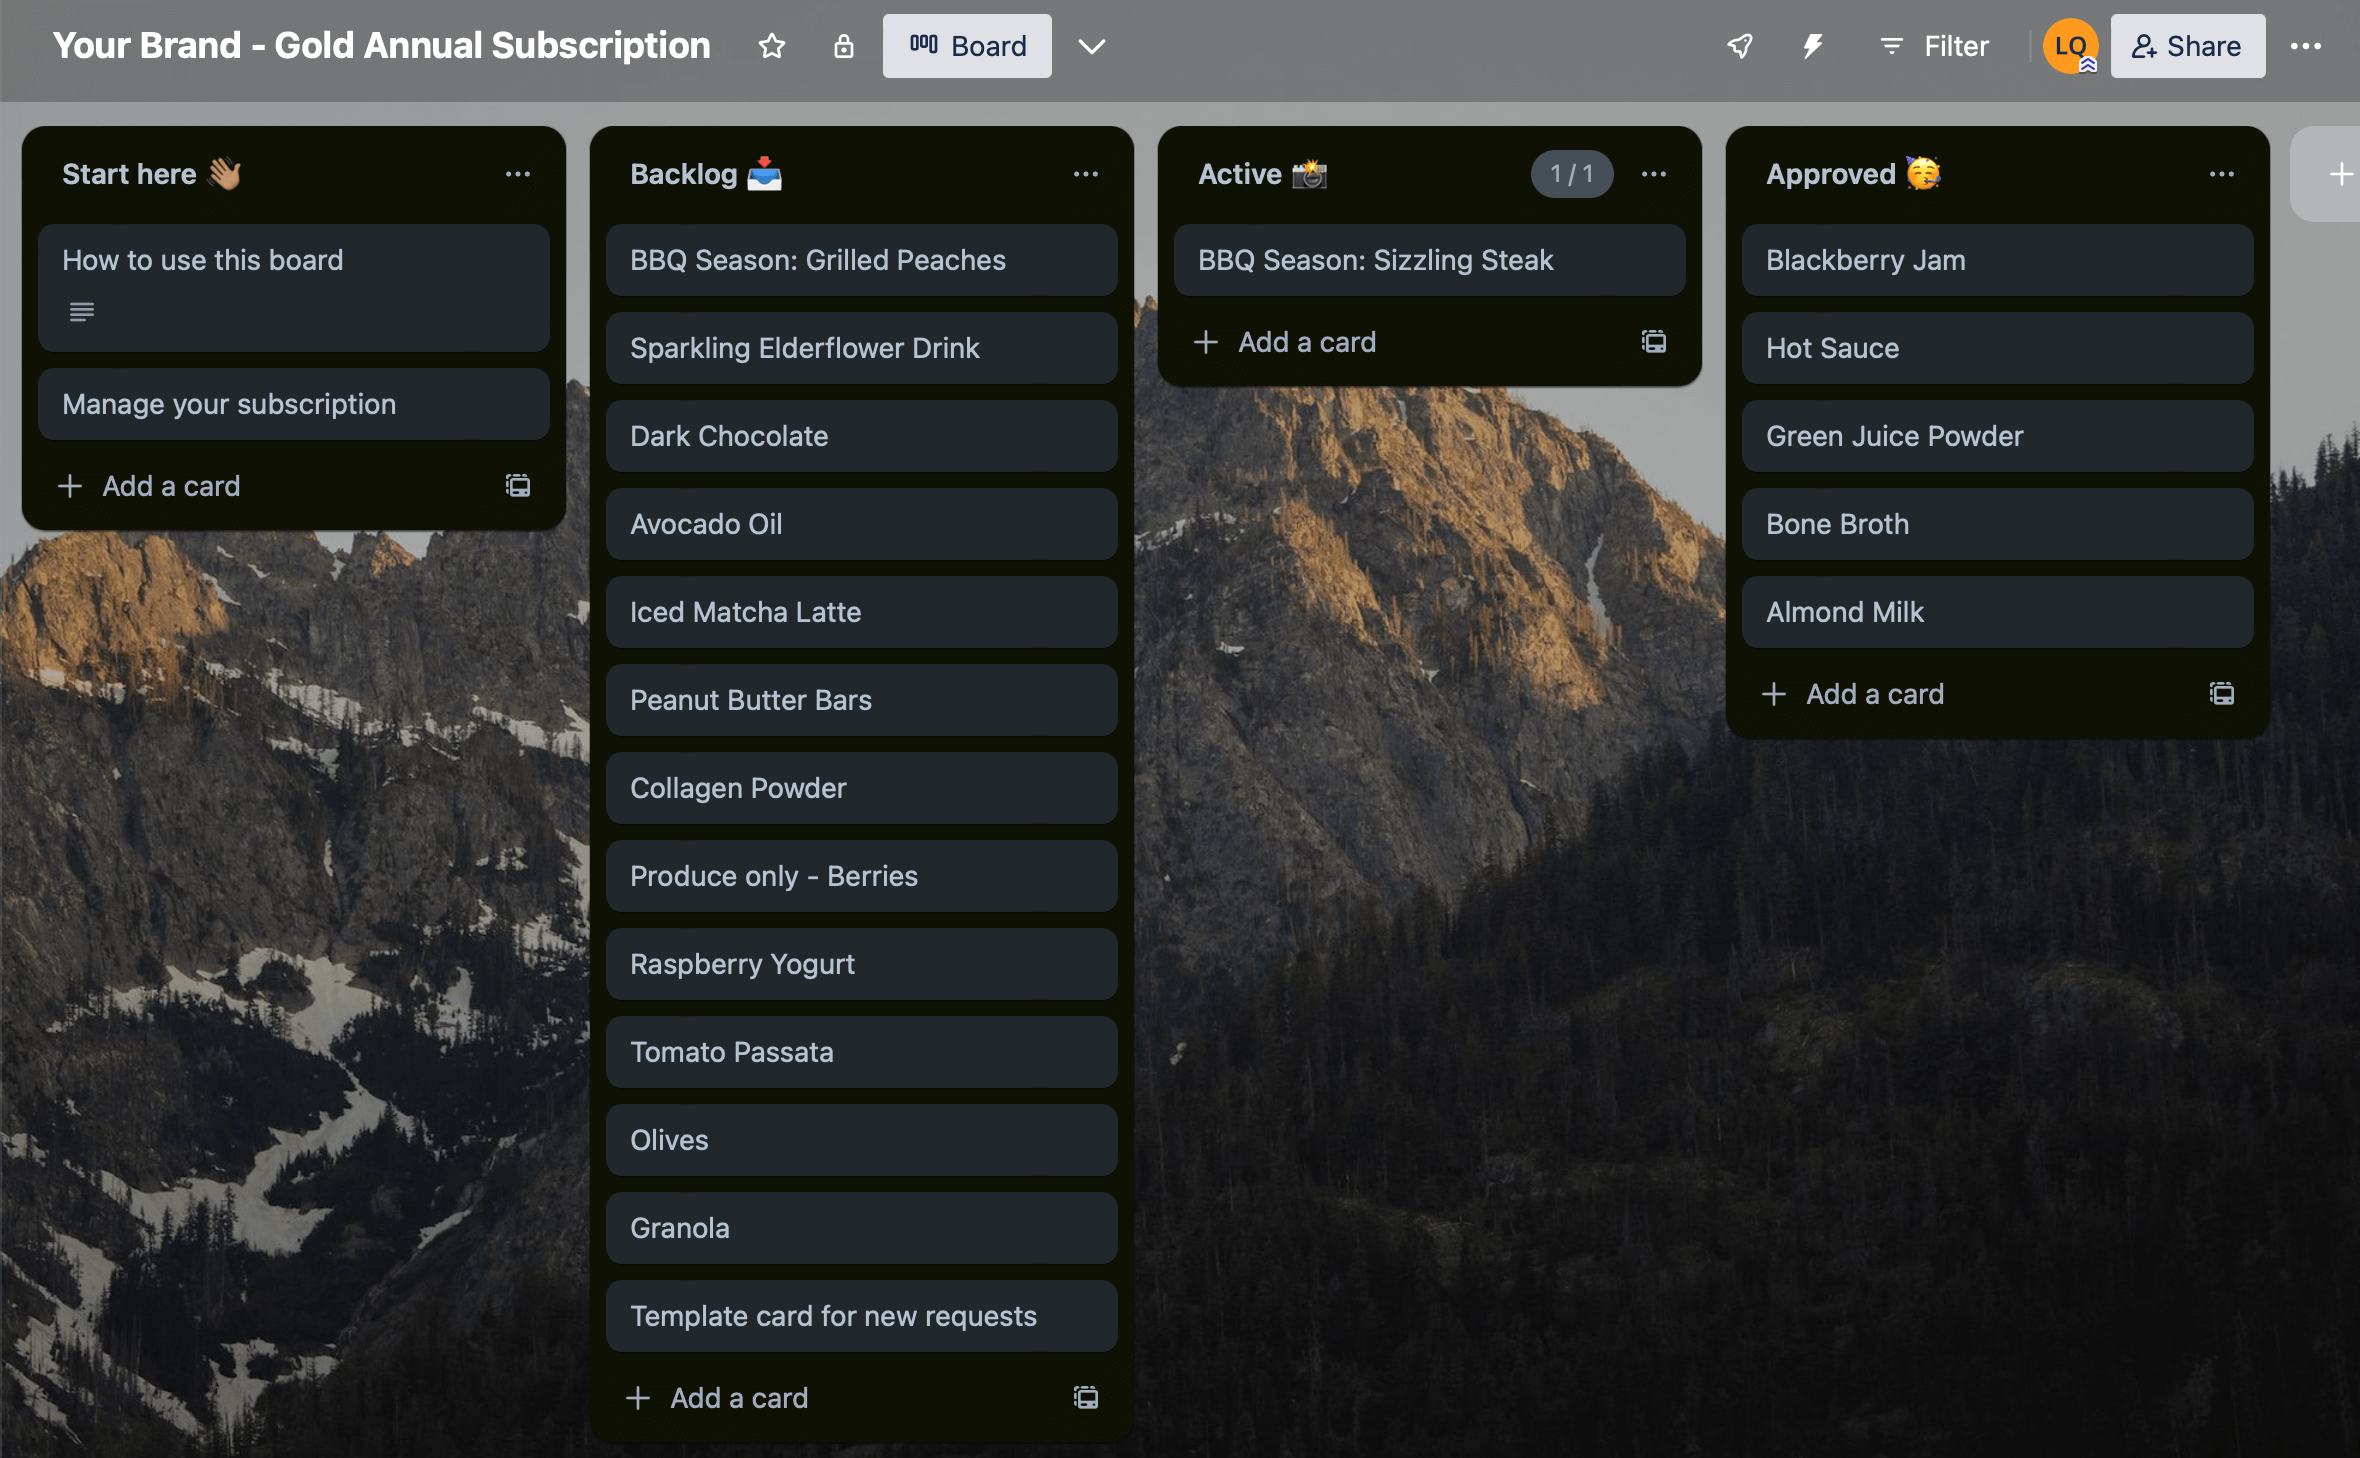 Your Brand - Gold Annual Subscription
Board
Filter
LQ
Share
Start here 👋🏽
How to use this board
Manage your subscription
Add a card
Backlog 📥
BBQ Season: Grilled Peaches
Sparkling Elderflower Drink
Dark Chocolate
Avocado Oil
Iced Matcha Latte
Peanut Butter Bars
Collagen Powder
Produce only - Berries
Raspberry Yogurt
Tomato Passata
Olives
Granola
Template card for new requests
Add a card
Active 📸
1 / 1
BBQ Season: Sizzling Steak
Add a card
Approved 🥳
Blackberry Jam
Hot Sauce
Green Juice Powder
Bone Broth
Almond Milk
Add a card